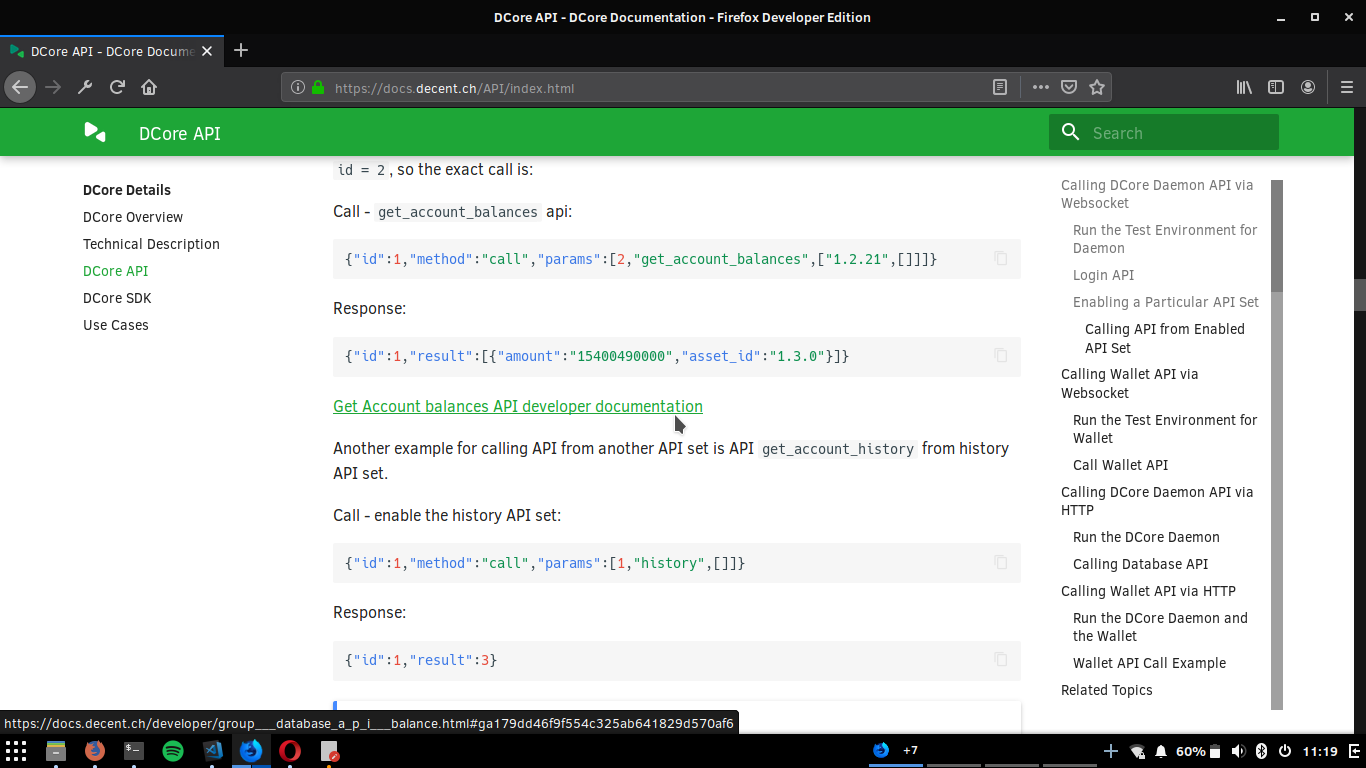 DCore API - DCore Documentation - Firefox Developer Edition
DCore API - DCore Docume
https://docs.decent.ch/API/index.html
DCore API
Search
DCore Details
DCore Overview
Technical Description
DCore API
DCore SDK
Use Cases
id = 2 , so the exact call is:
Call - get_account_balances api:
{"id":1,"method":"call","params":[2,"get_account_balances",["1.2.21",[]]]}
Response:
{"id":1,"result":[{"amount":"15400490000","asset_id":"1.3.0"}]}
Get Account balances API developer documentation
Another example for calling API from another API set is API get_account_history from history
API set.
Call - enable the history API set:
{"id":1,"method":"call","params":[1,"history",[]]}
Response:
{"id":1,"result":3}
Calling DCore Daemon API via
Websocket
Run the Test Environment for
Daemon
Login API
Enabling a Particular API Set
Calling API from Enabled
API Set
Calling Wallet API via
Websocket
Run the Test Environment for
Wallet
Call Wallet API
Calling DCore Daemon API via
HTTP
Run the DCore Daemon
Calling Database API
Calling Wallet API via HTTP
Run the DCore Daemon and
the Wallet
Wallet API Call Example
Related Topics
https://docs.decent.ch/developer/group___database_a_p_i___balance.html#ga179dd46f9f554c325ab641829d570af6
+7
60%
11:19